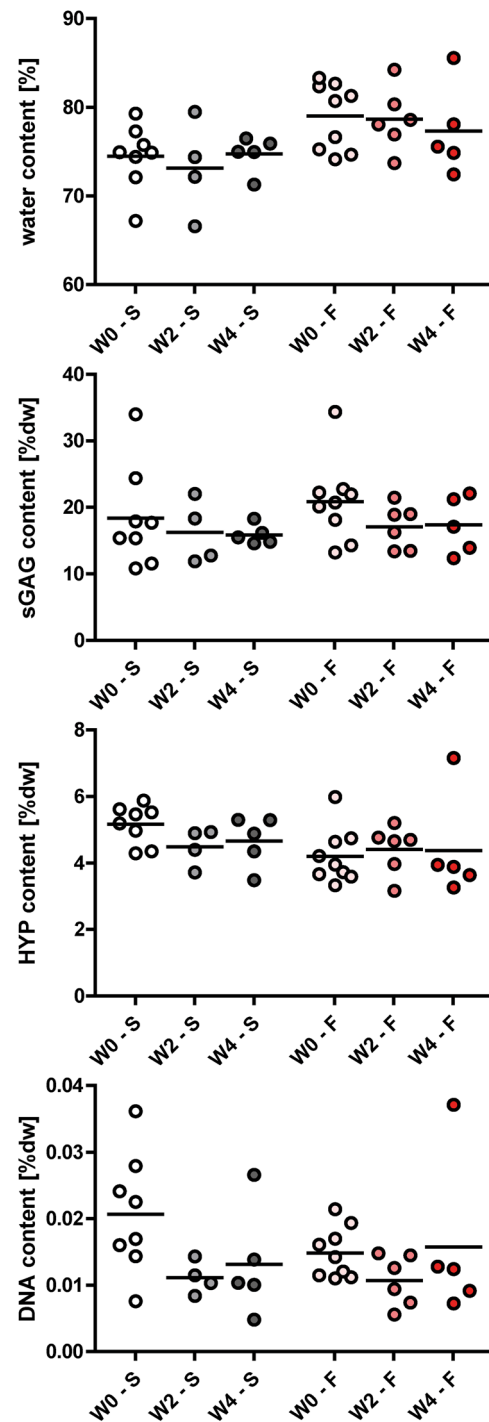 water content [%]
90
80
70
60
W0 - S
W2 - S
W4 - S
W0 - F
W2 - F
W4 - F
sGAG content [%dw]
40
30
20
10
0
W0 - S
W2 - S
W4 - S
W0 - F
W2 - F
W4 - F
HYP content [%dw]
8
6
4
2
0
W0 - S
W2 - S
W4 - S
W0 - F
W2 - F
W4 - F
DNA content [%dw]
0.04
0.03
0.02
0.01
0.00
W0 - S
W2 - S
W4 - S
W0 - F
W2 - F
W4 - F